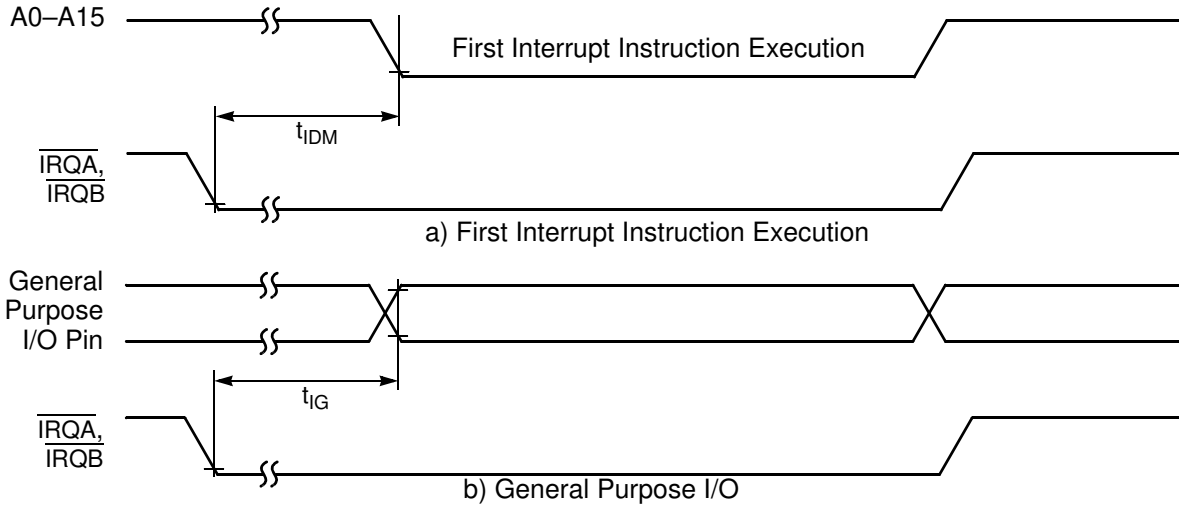 A0–A15
First Interrupt Instruction Execution
tIDM
IRQA,
IRQB
a) First Interrupt Instruction Execution
General
Purpose
I/O Pin
tIG
IRQA,
IRQB
b) General Purpose I/O